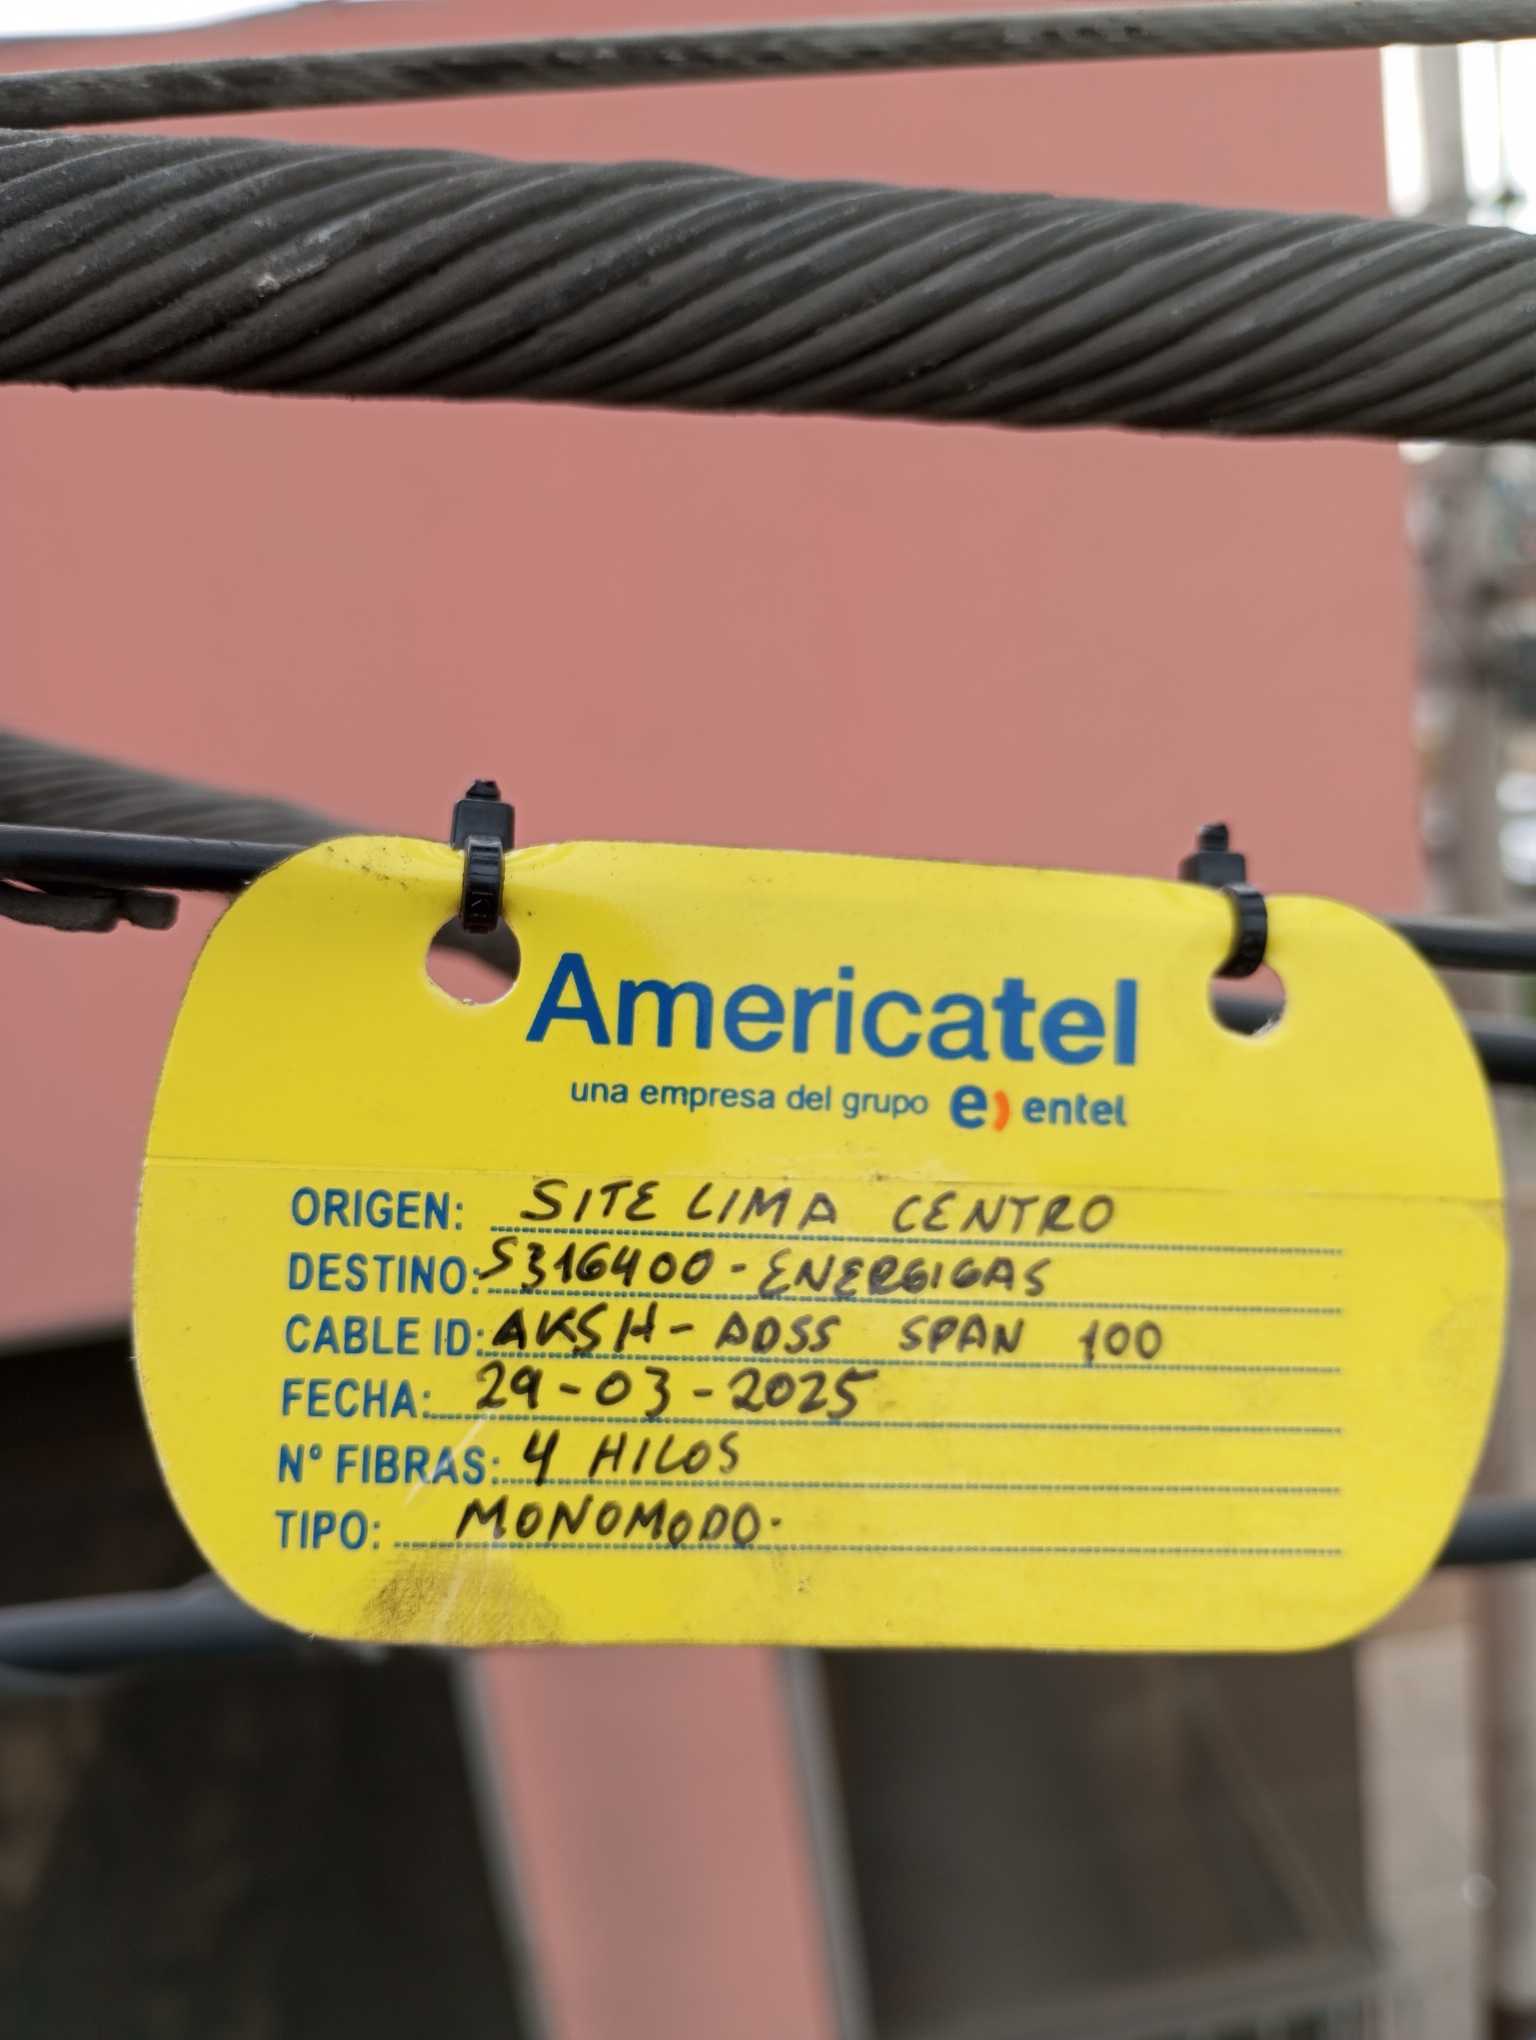 Americatel
una empresa del grupo e) entel
ORIGEN: SITE LIMA CENTRO
DESTINO: S316400-ENERGIGAS
CABLE ID: AKSH-ADSS SPAN 100
FECHA: 29-03-2025
N° FIBRAS: 4 HILOS
TIPO: MONOMODO.